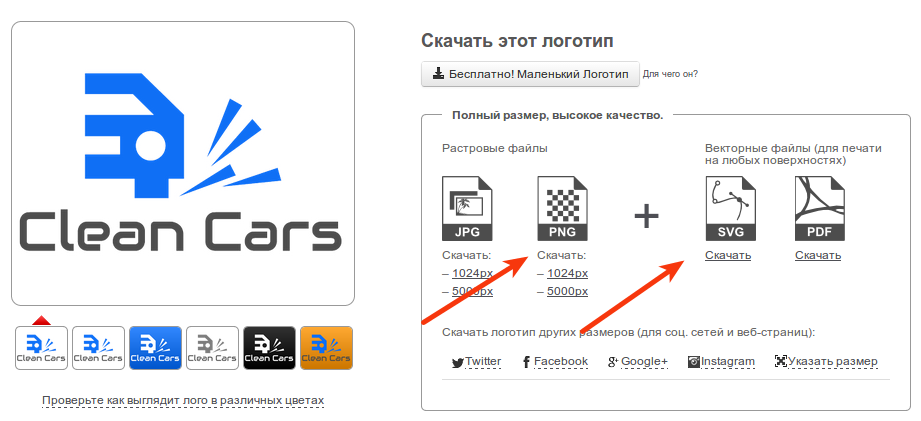 Clean Cars
Clean Cars
Clean Cars
Clean Cars
Clean Cars
Clean Cars
Clean Cars
Проверьте как выглядит лого в различных цветах
Скачать этот логотип
Бесплатно! Маленький Логотип
Для чего он?
Полный размер, высокое качество.
Растровые файлы
JPG
Скачать:
– 1024px
– 5000px
PNG
Скачать:
– 1024px
– 5000px
+
Векторные файлы (для печати
на любых поверхностях)
SVG
Скачать
PDF
Скачать
Скачать логотип других размеров (для соц. сетей и веб-страниц):
Twitter
Facebook
Google+
Instagram
Указать размер